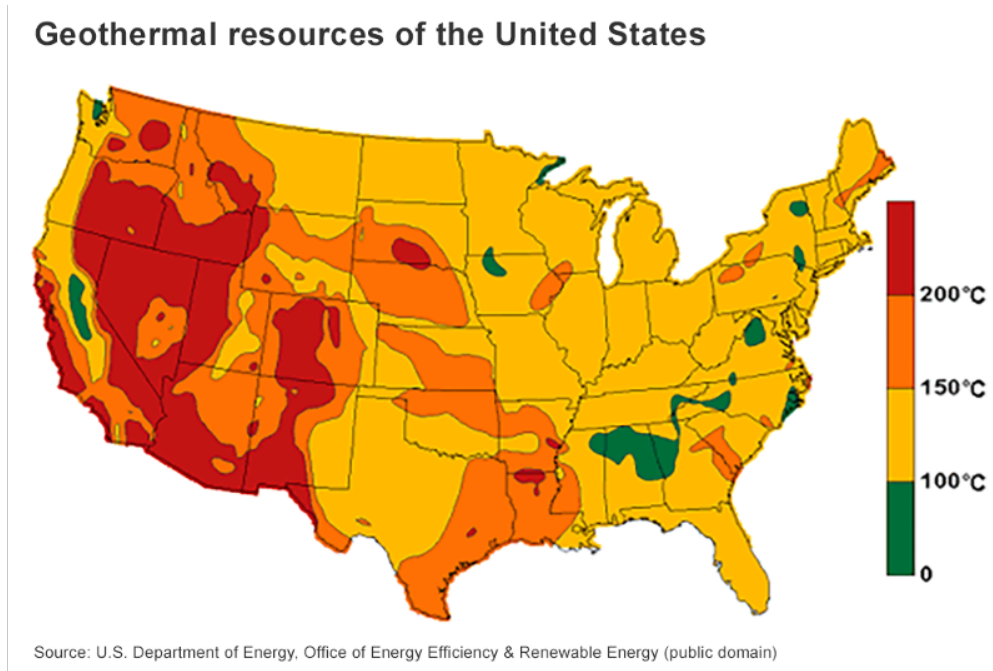 Geothermal resources of the United States
200°C
150°C
100°C
0
Source: U.S. Department of Energy, Office of Energy Efficiency & Renewable Energy (public domain)